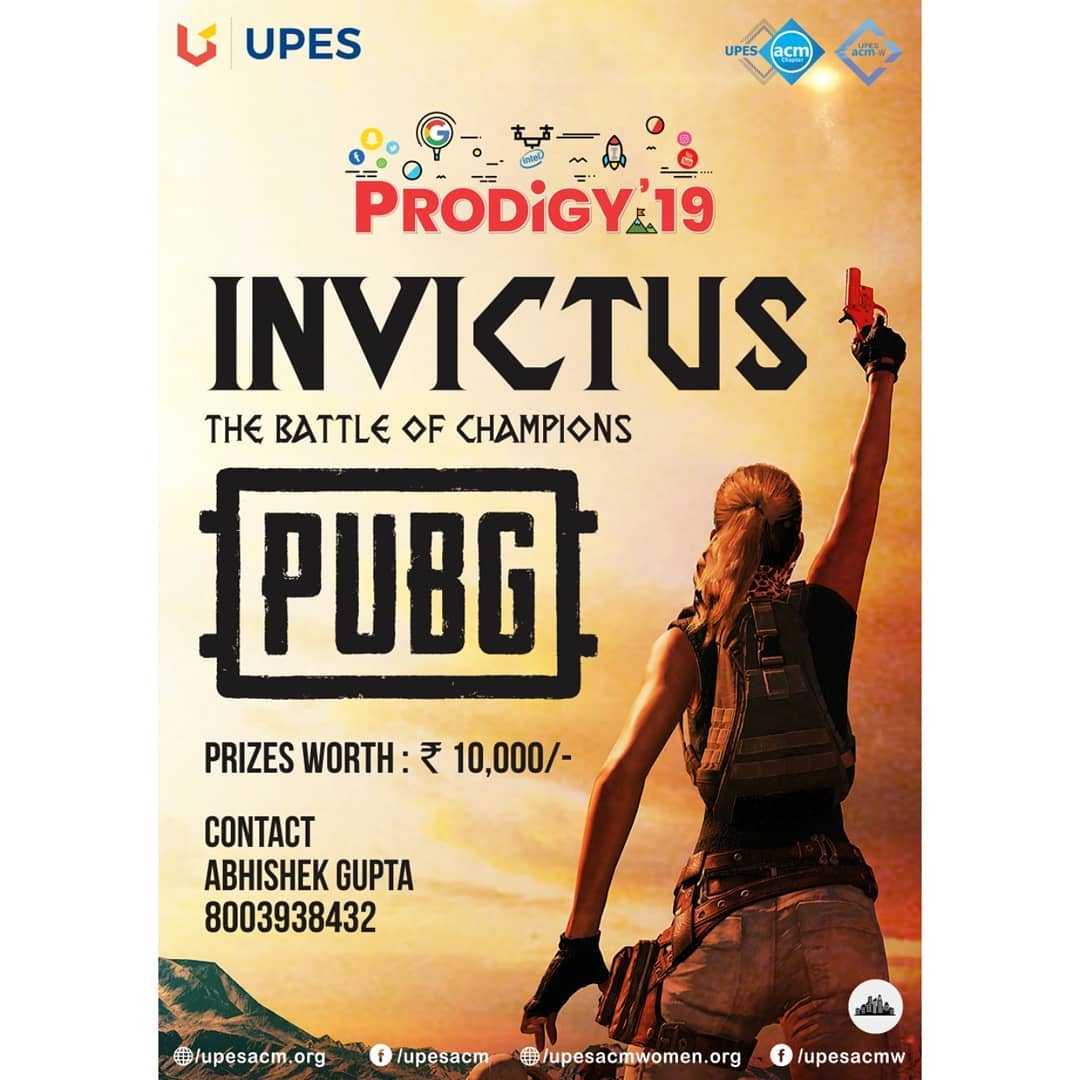 UPES
UPES acm Chapter
UPES acm-w
G
intel
PRODiGY'19
INVICTUS
THE BATTLE OF CHAMPIONS
PUBG
PRIZES WORTH : ₹ 10,000/-
CONTACT
ABHISHEK GUPTA
8003938432
/upesacm.org /upesacm /upesacmwomen.org /upesacmw